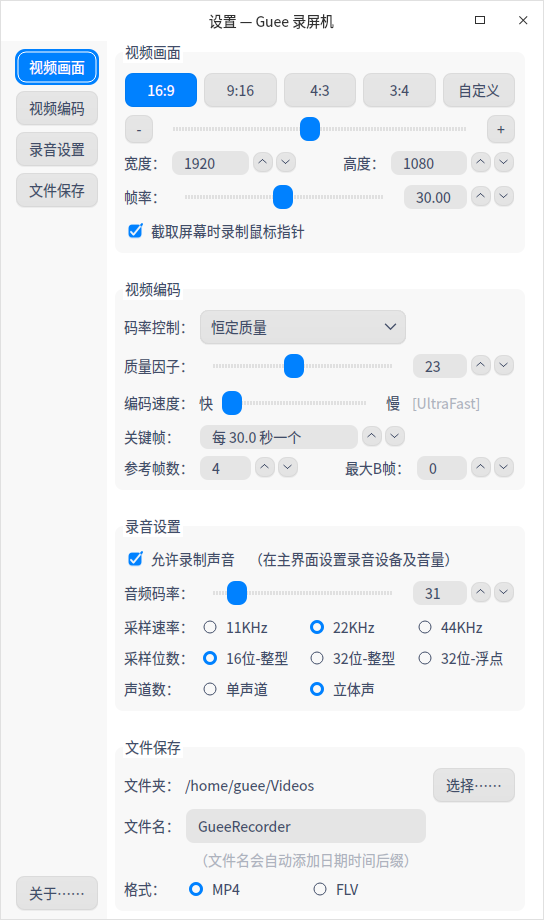 设置 — Guee 录屏机
视频画面
视频编码
录音设置
文件保存
关于……
视频画面
16:9 9:16 4:3 3:4 自定义
- +
宽度： 1920 高度： 1080
帧率： 30.00
截取屏幕时录制鼠标指针
视频编码
码率控制： 恒定质量
质量因子： 23
编码速度： 快 慢 [UltraFast]
关键帧： 每 30.0 秒一个
参考帧数： 4 最大B帧： 0
录音设置
允许录制声音 （在主界面设置录音设备及音量）
音频码率： 31
采样速率： 11KHz 22KHz 44KHz
采样位数： 16位-整型 32位-整型 32位-浮点
声道数： 单声道 立体声
文件保存
文件夹： /home/guee/Videos 选择……
文件名： GueeRecorder
（文件名会自动添加日期时间后缀）
格式： MP4 FLV